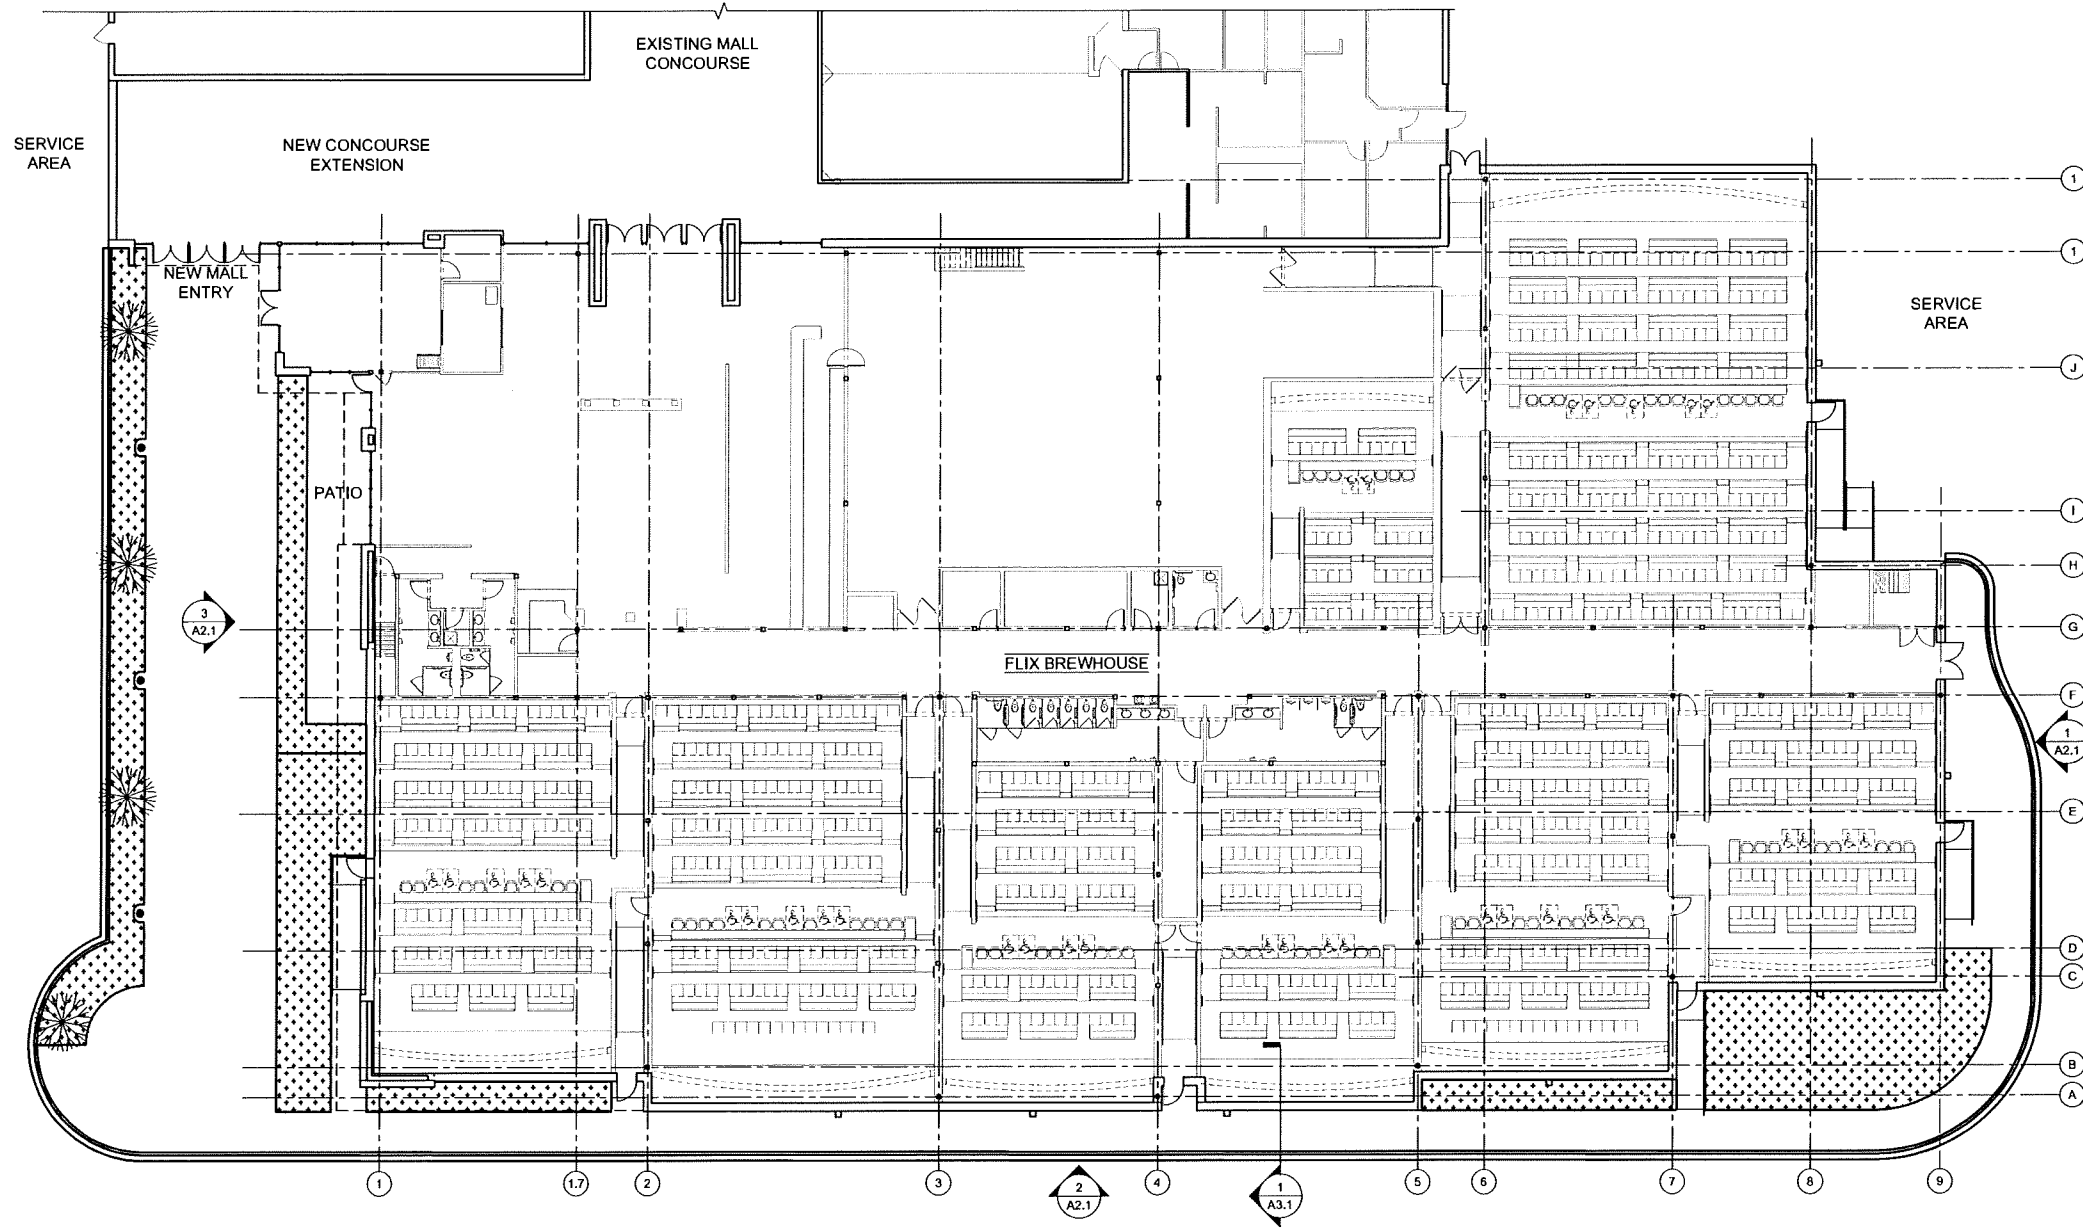 EXISTING MALL
CONCOURSE
SERVICE
AREA
NEW CONCOURSE
EXTENSION
1
1
NEW MALL
ENTRY
SERVICE
AREA
J
PATIO
I
H
3
A2.1
G
FLIX BREWHOUSE
F
1
A2.1
E
D
C
B
A
1
1.7
2
3
2
A2.1
4
1
A3.1
5
6
7
8
9